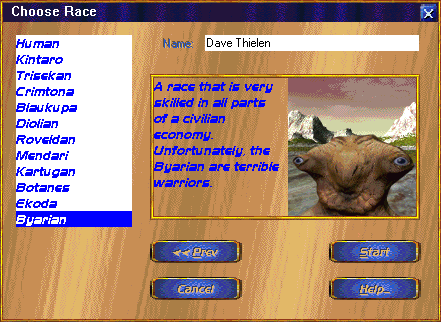 Choose Race
Human
Kintaro
Trisekan
Crimtona
Blaukupa
Diolian
Roveldan
Mendari
Kartugan
Botanes
Ekoda
Byarian
Name:
Dave Thielen
A race that is very
skilled in all parts
of a civilian
economy.
Unfortunately, the
Byarian are terrible
warriors.
<< Prev
Start
Cancel
Help...